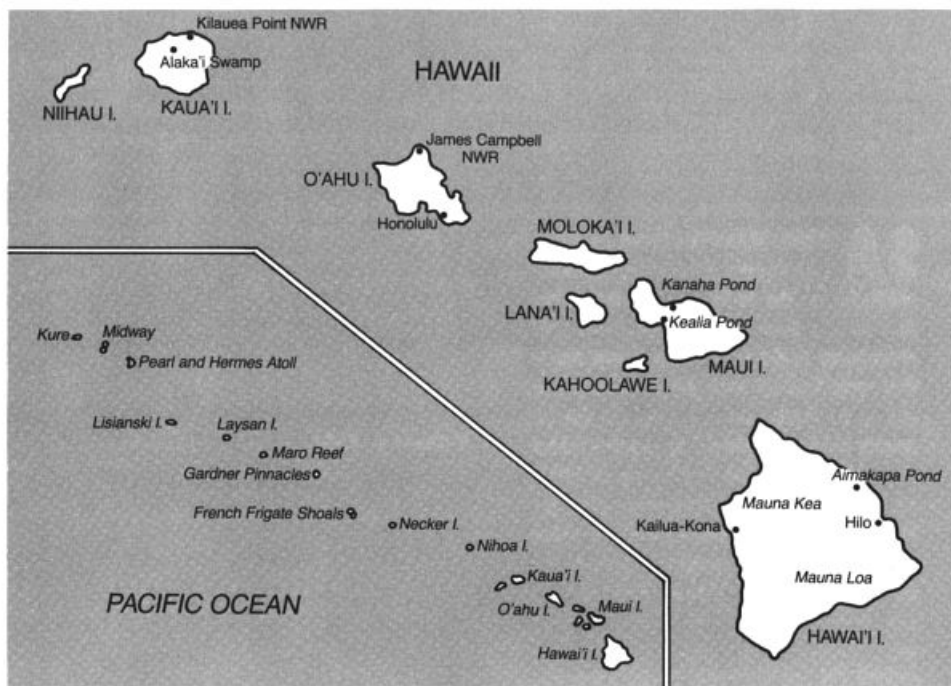 Kilauea Point NWR
Alaka'i Swamp
HAWAII
NIIHAU I.
KAUA'I I.
James Campbell
NWR
O'AHU I.
Honolulu
MOLOKA'I I.
Kanaha Pond
LANA'I I.
Kealia Pond
MAUI I.
KAHOOLAWE I.
Kure
Midway
Pearl and Hermes Atoll
Lisianski I.
Laysan I.
Maro Reef
Gardner Pinnacles
French Frigate Shoals
Necker I.
Nihoa I.
Kaua'i I.
O'ahu I.
Maui I.
Hawai'i I.
PACIFIC OCEAN
Aimakapa Pond
Mauna Kea
Kailua-Kona
Hilo
Mauna Loa
HAWAI'I I.